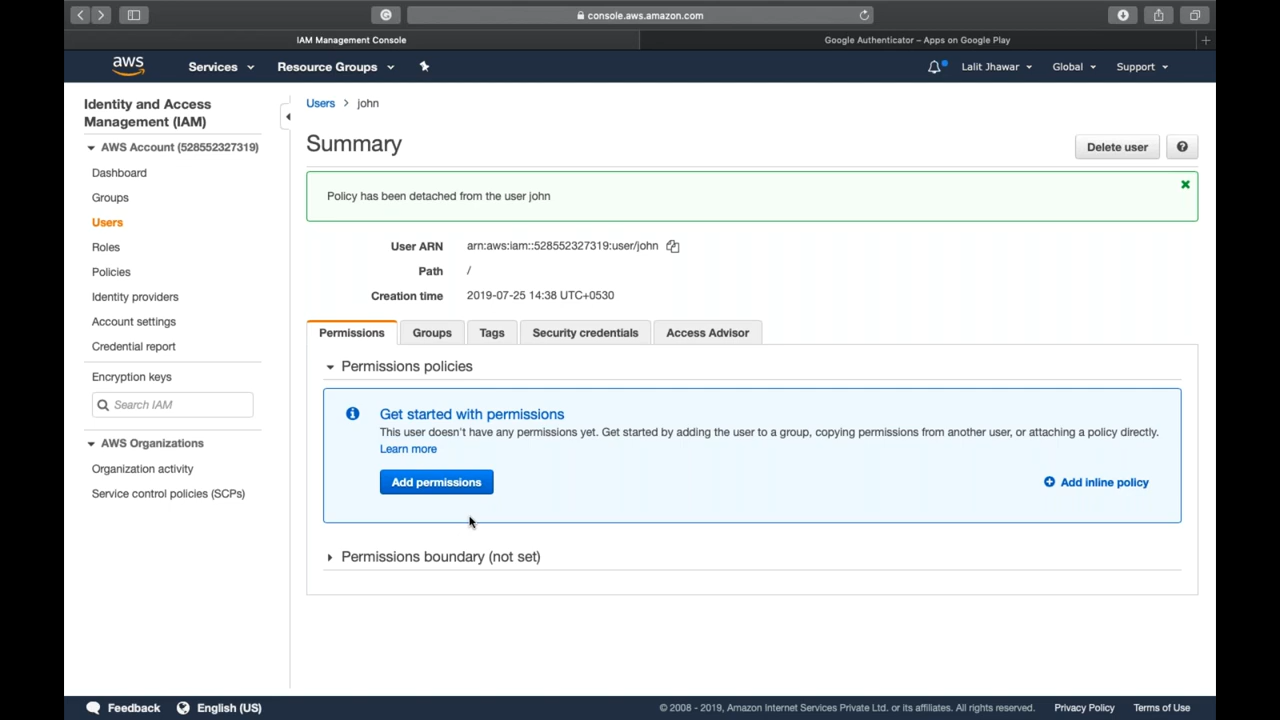 console.aws.amazon.com
IAM Management Console
Google Authenticator – Apps on Google Play
aws
Services
Resource Groups
Lalit Jhawar
Global
Support
Identity and Access
Management (IAM)
AWS Account (528552327319)
Dashboard
Groups
Users
Roles
Policies
Identity providers
Account settings
Credential report
Encryption keys
Search IAM
AWS Organizations
Organization activity
Service control policies (SCPs)
Users > john
Summary
Delete user
Policy has been detached from the user john
User ARN arn:aws:iam::528552327319:user/john
Path /
Creation time 2019-07-25 14:38 UTC+0530
Permissions Groups Tags Security credentials Access Advisor
Permissions policies
Get started with permissions
This user doesn't have any permissions yet. Get started by adding the user to a group, copying permissions from another user, or attaching a policy directly.
Learn more
Add permissions
Add inline policy
Permissions boundary (not set)
Feedback
English (US)
© 2008 - 2019, Amazon Internet Services Private Ltd. or its affiliates. All rights reserved.
Privacy Policy
Terms of Use